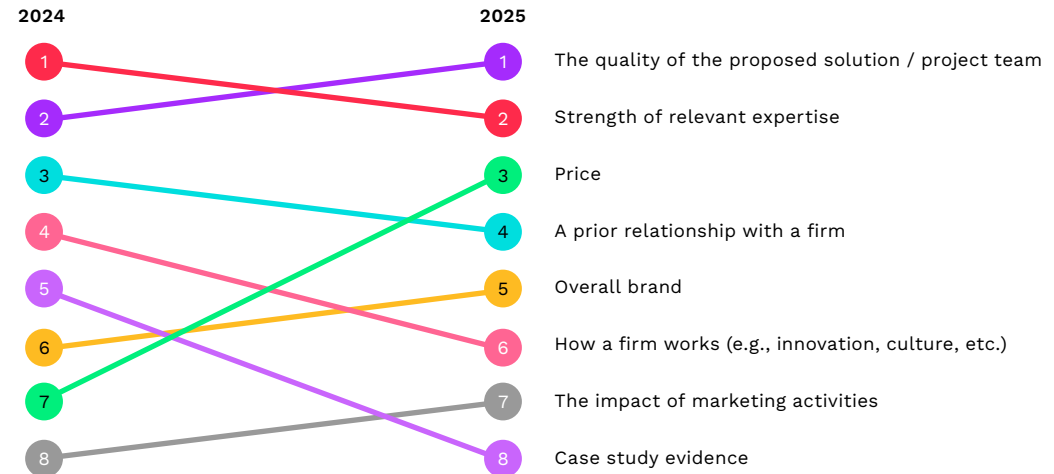 2024 2025
1 1 The quality of the proposed solution / project team
2 2 Strength of relevant expertise
3 3 Price
4 4 A prior relationship with a firm
5 5 Overall brand
6 6 How a firm works (e.g., innovation, culture, etc.)
7 7 The impact of marketing activities
8 8 Case study evidence